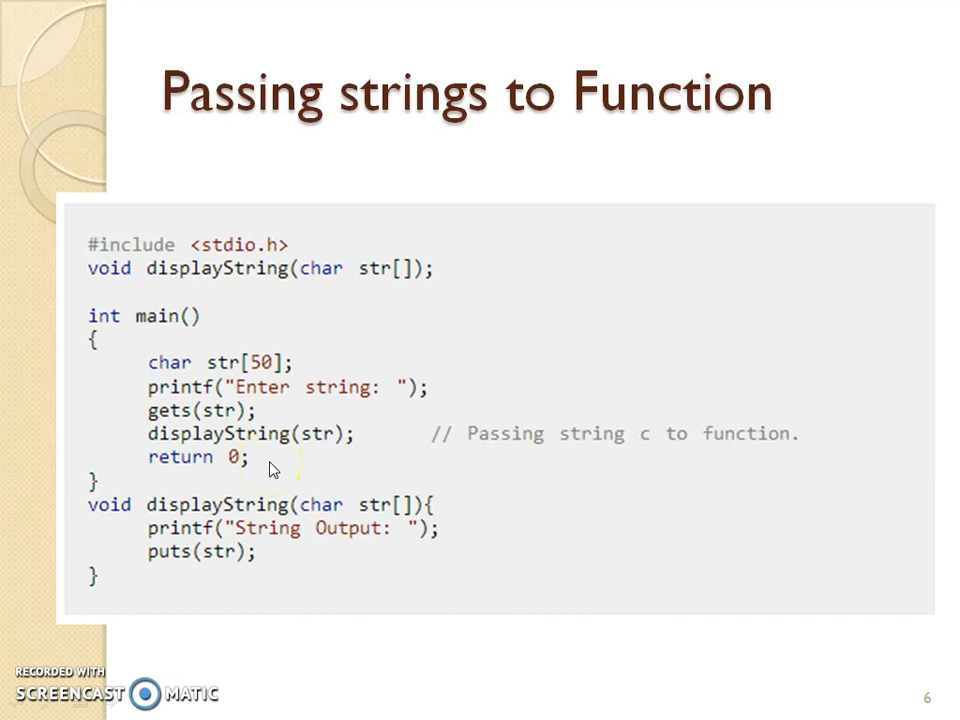 Passing strings to Function
#include <stdio.h>
void displayString(char str[]);
int main()
{
char str[50];
printf("Enter string: ");
gets(str);
displayString(str); // Passing string c to function.
return 0;
}
void displayString(char str[]){
printf("String Output: ");
puts(str);
}
RECORDED WITH
SCREENCAST MATIC
6